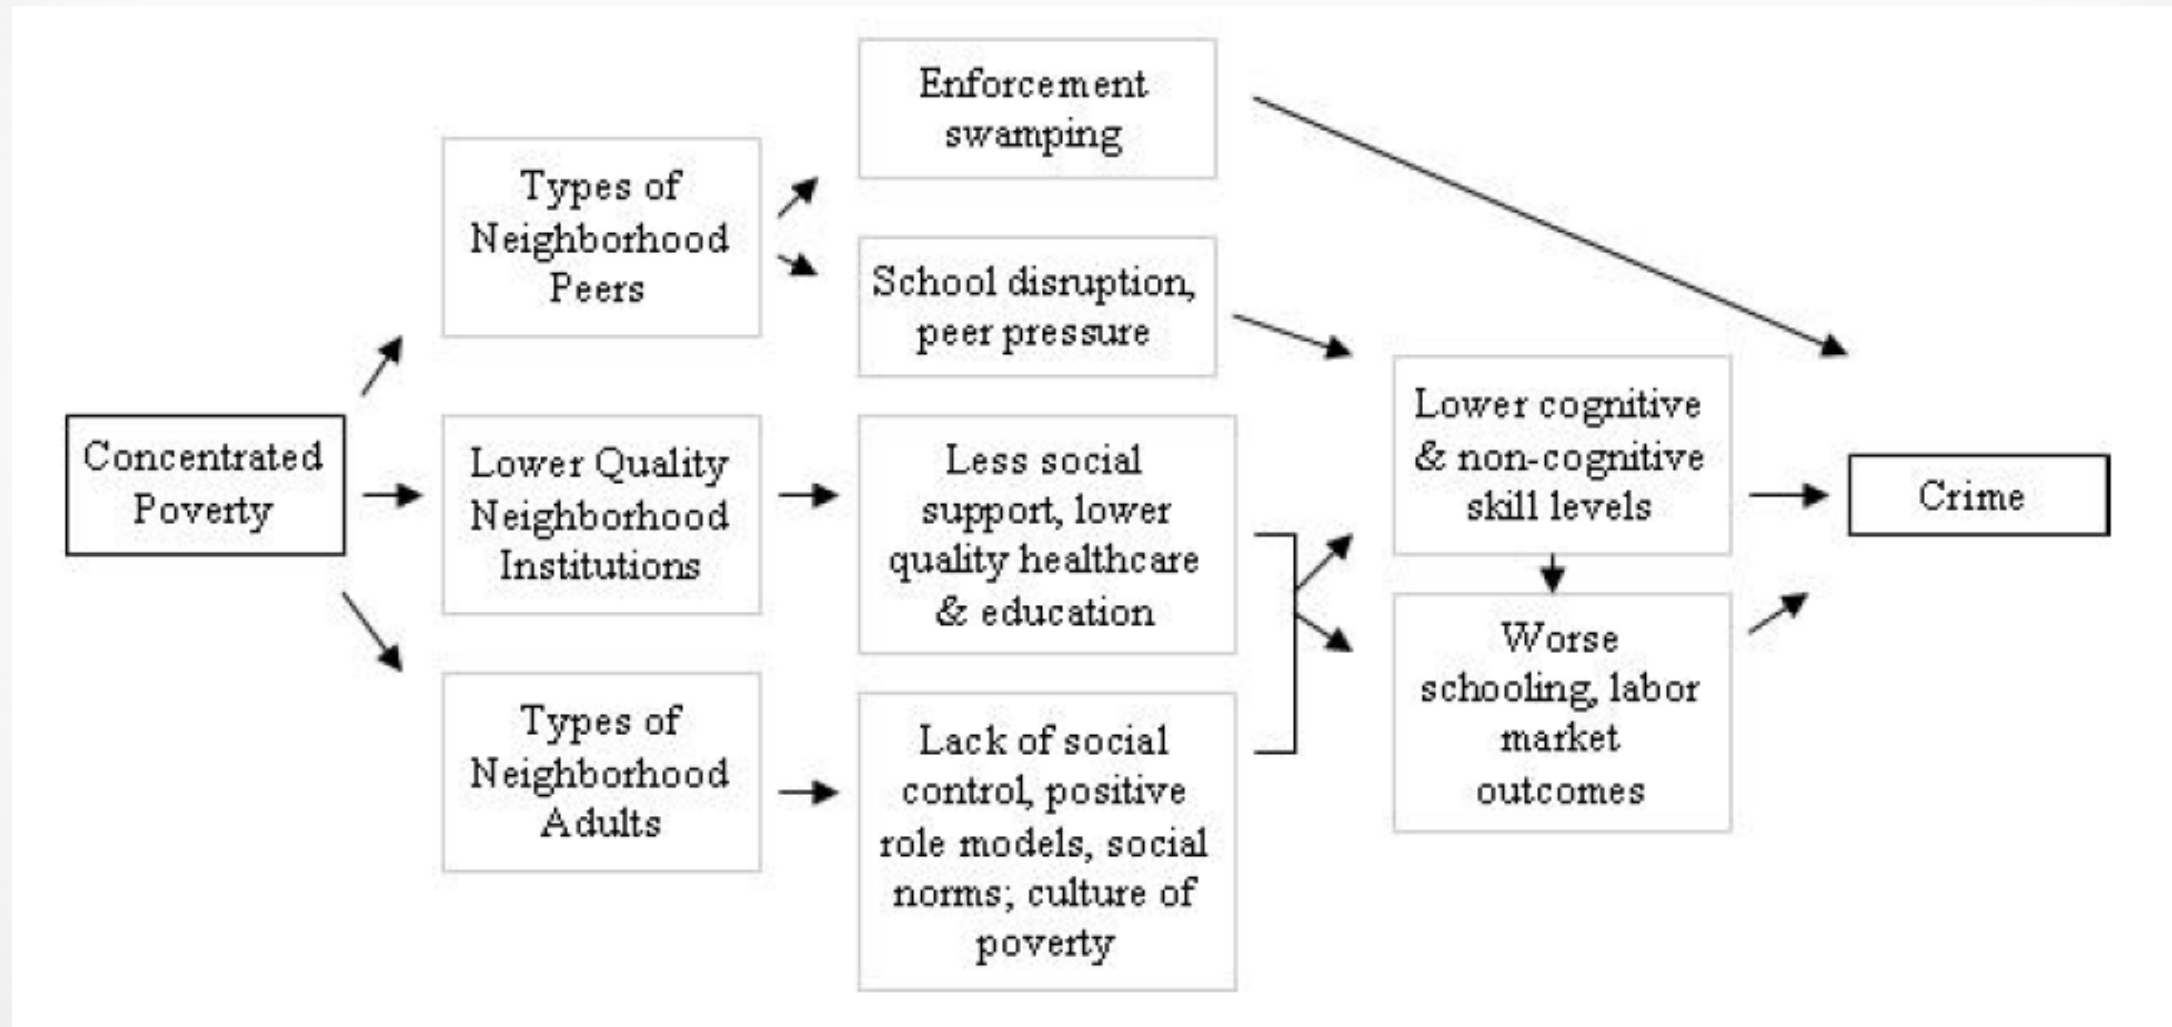 Concentrated
Poverty
Types of
Neighborhood
Peers
Lower Quality
Neighborhood
Institutions
Types of
Neighborhood
Adults
Enforcement
swamping
School disruption,
peer pressure
Less social
support, lower
quality healthcare
& education
Lack of social
control, positive
role models, social
norms; culture of
poverty
Lower cognitive
& non-cognitive
skill levels
Worse
schooling, labor
market
outcomes
Crime